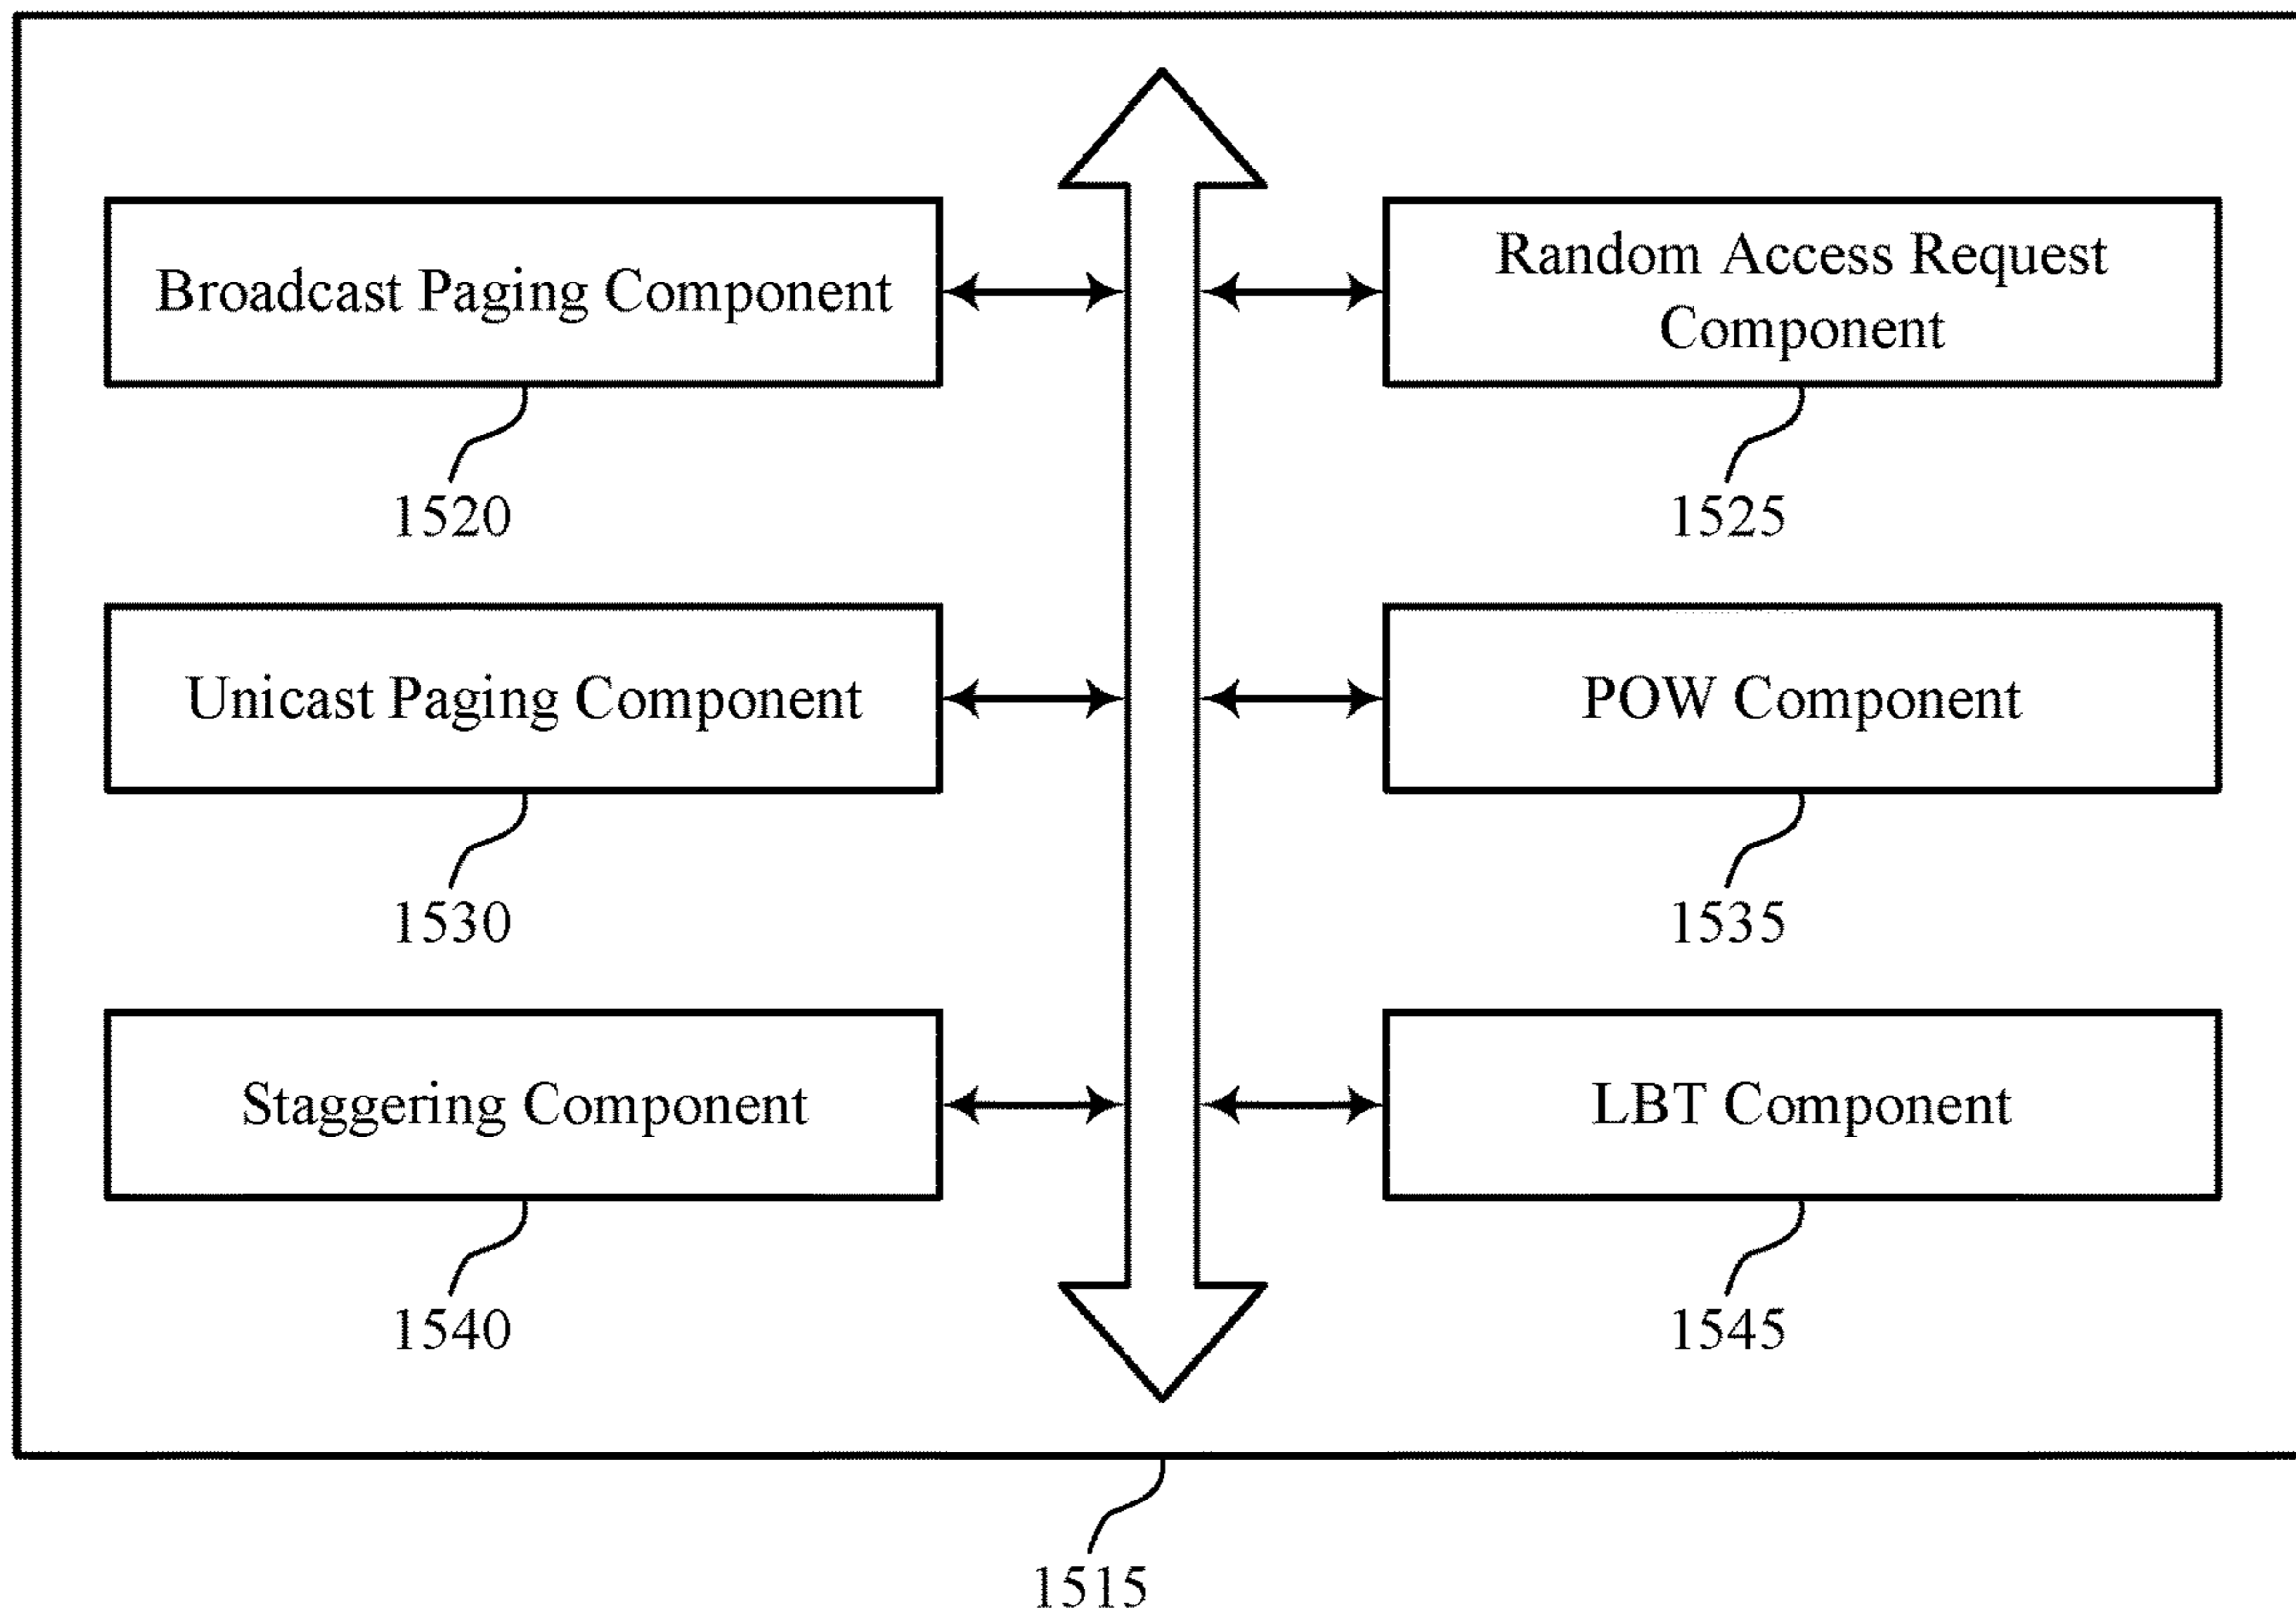 Broadcast Paging Component
Random Access Request
Component
1520
1525
Unicast Paging Component
POW Component
1530
1535
Staggering Component
LBT Component
1540
1545
1515